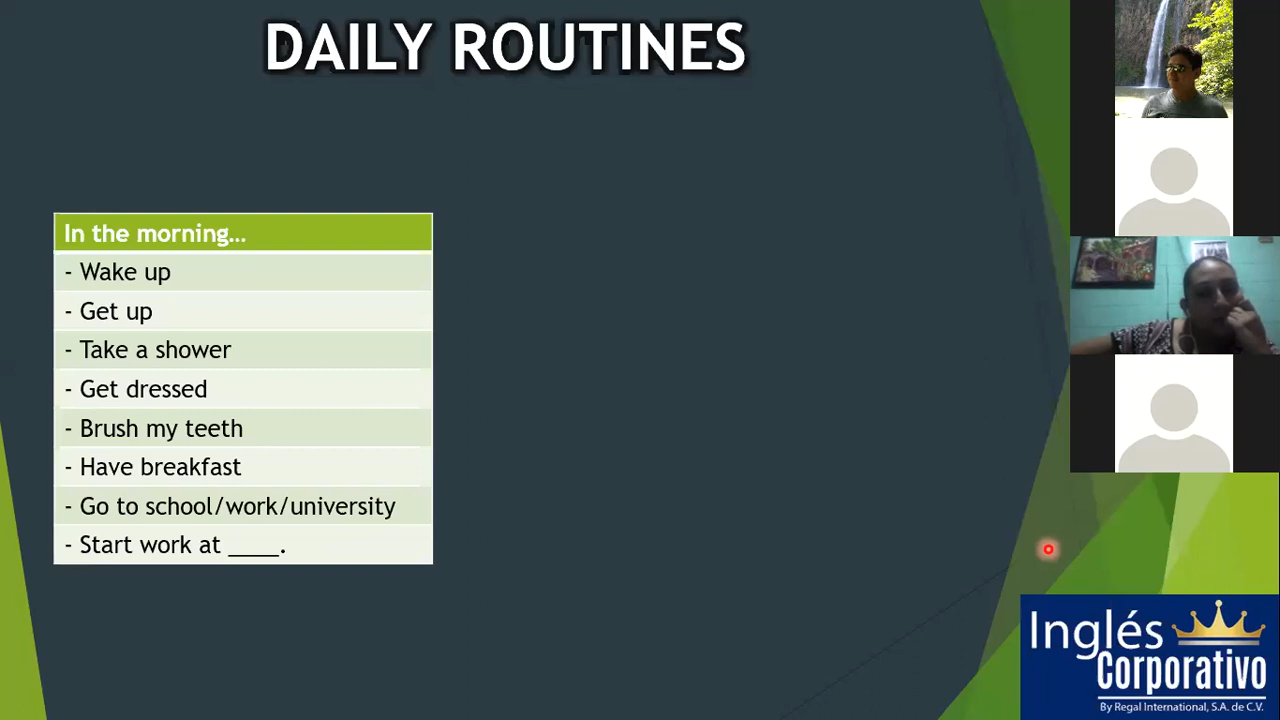 DAILY ROUTINES
In the morning…
- Wake up
- Get up
- Take a shower
- Get dressed
- Brush my teeth
- Have breakfast
- Go to school/work/university
- Start work at ____.
Inglés
Corporativo
By Regal International, S.A. de C.V.